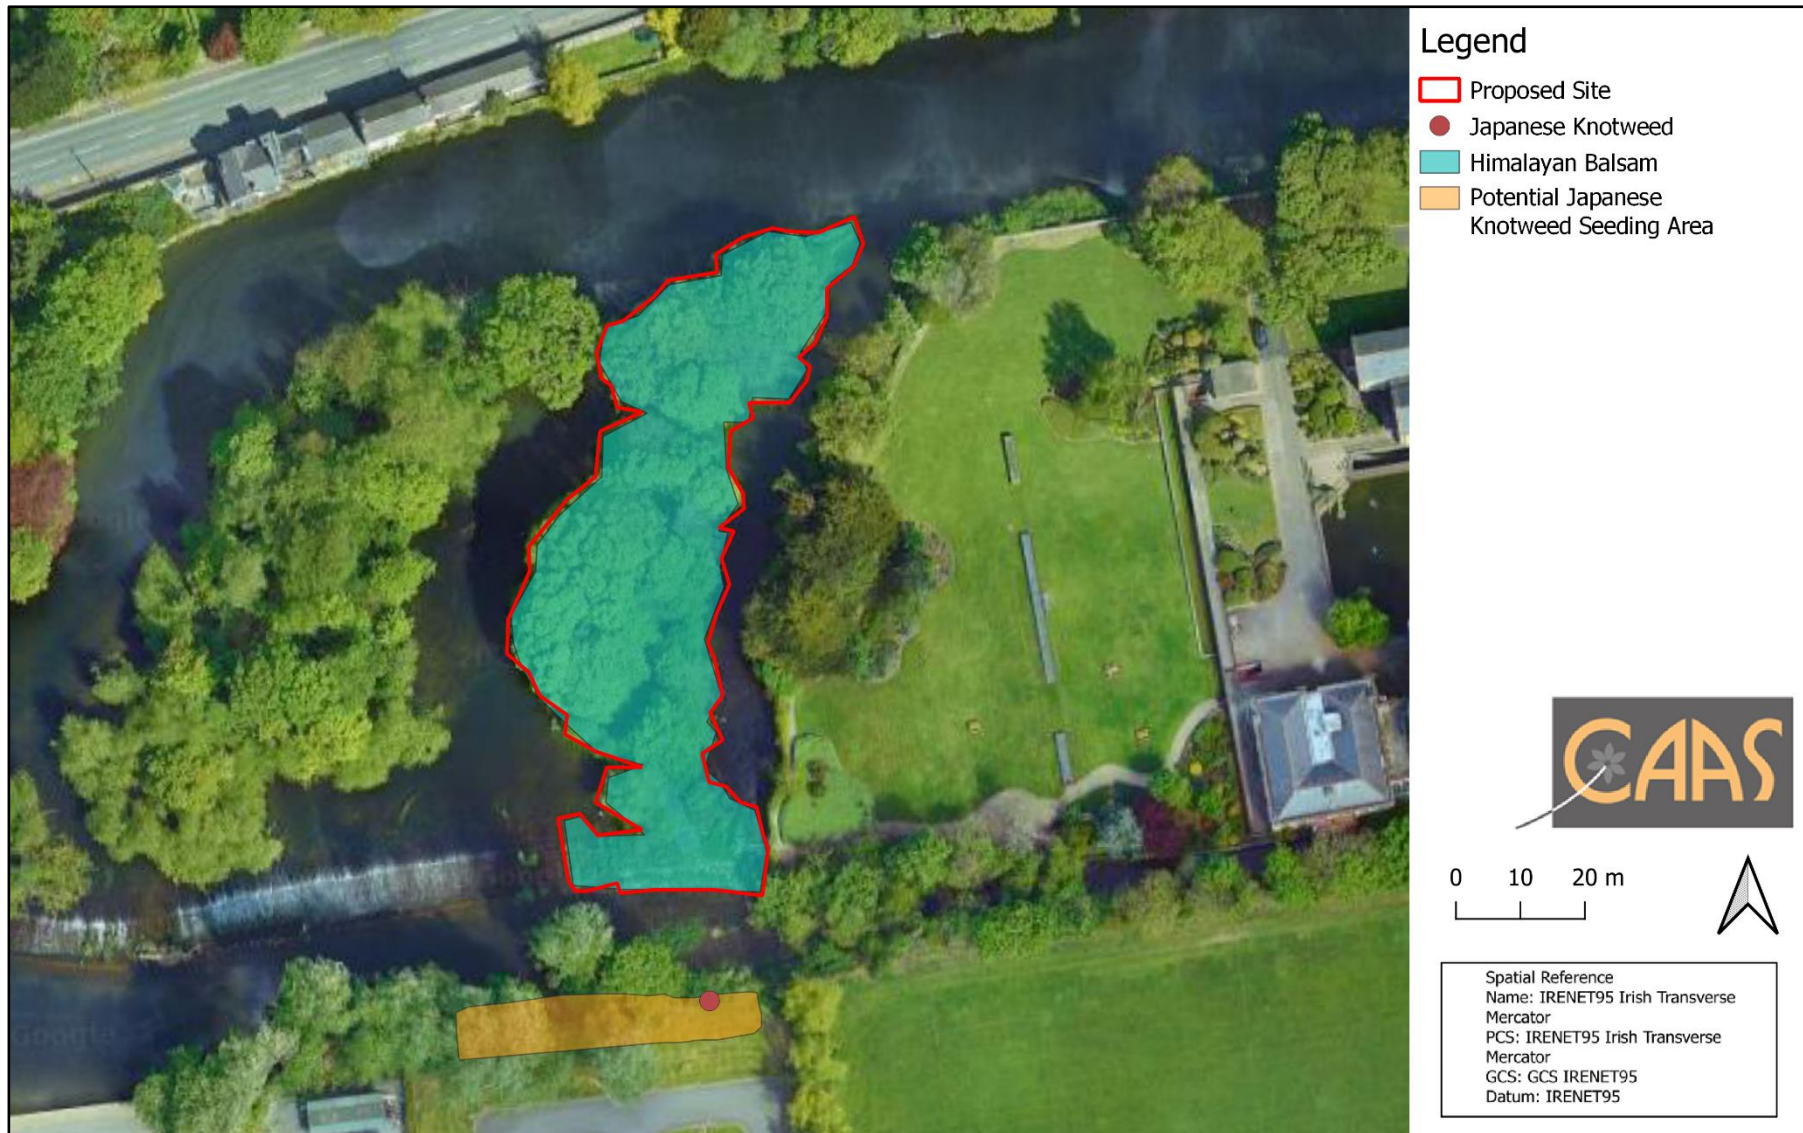 Legend
Proposed Site
Japanese Knotweed
Himalayan Balsam
Potential Japanese
Knotweed Seeding Area
CAAS
0 10 20 m
Spatial Reference
Name: IRENET95 Irish Transverse
Mercator
PCS: IRENET95 Irish Transverse
Mercator
GCS: GCS IRENET95
Datum: IRENET95
Google